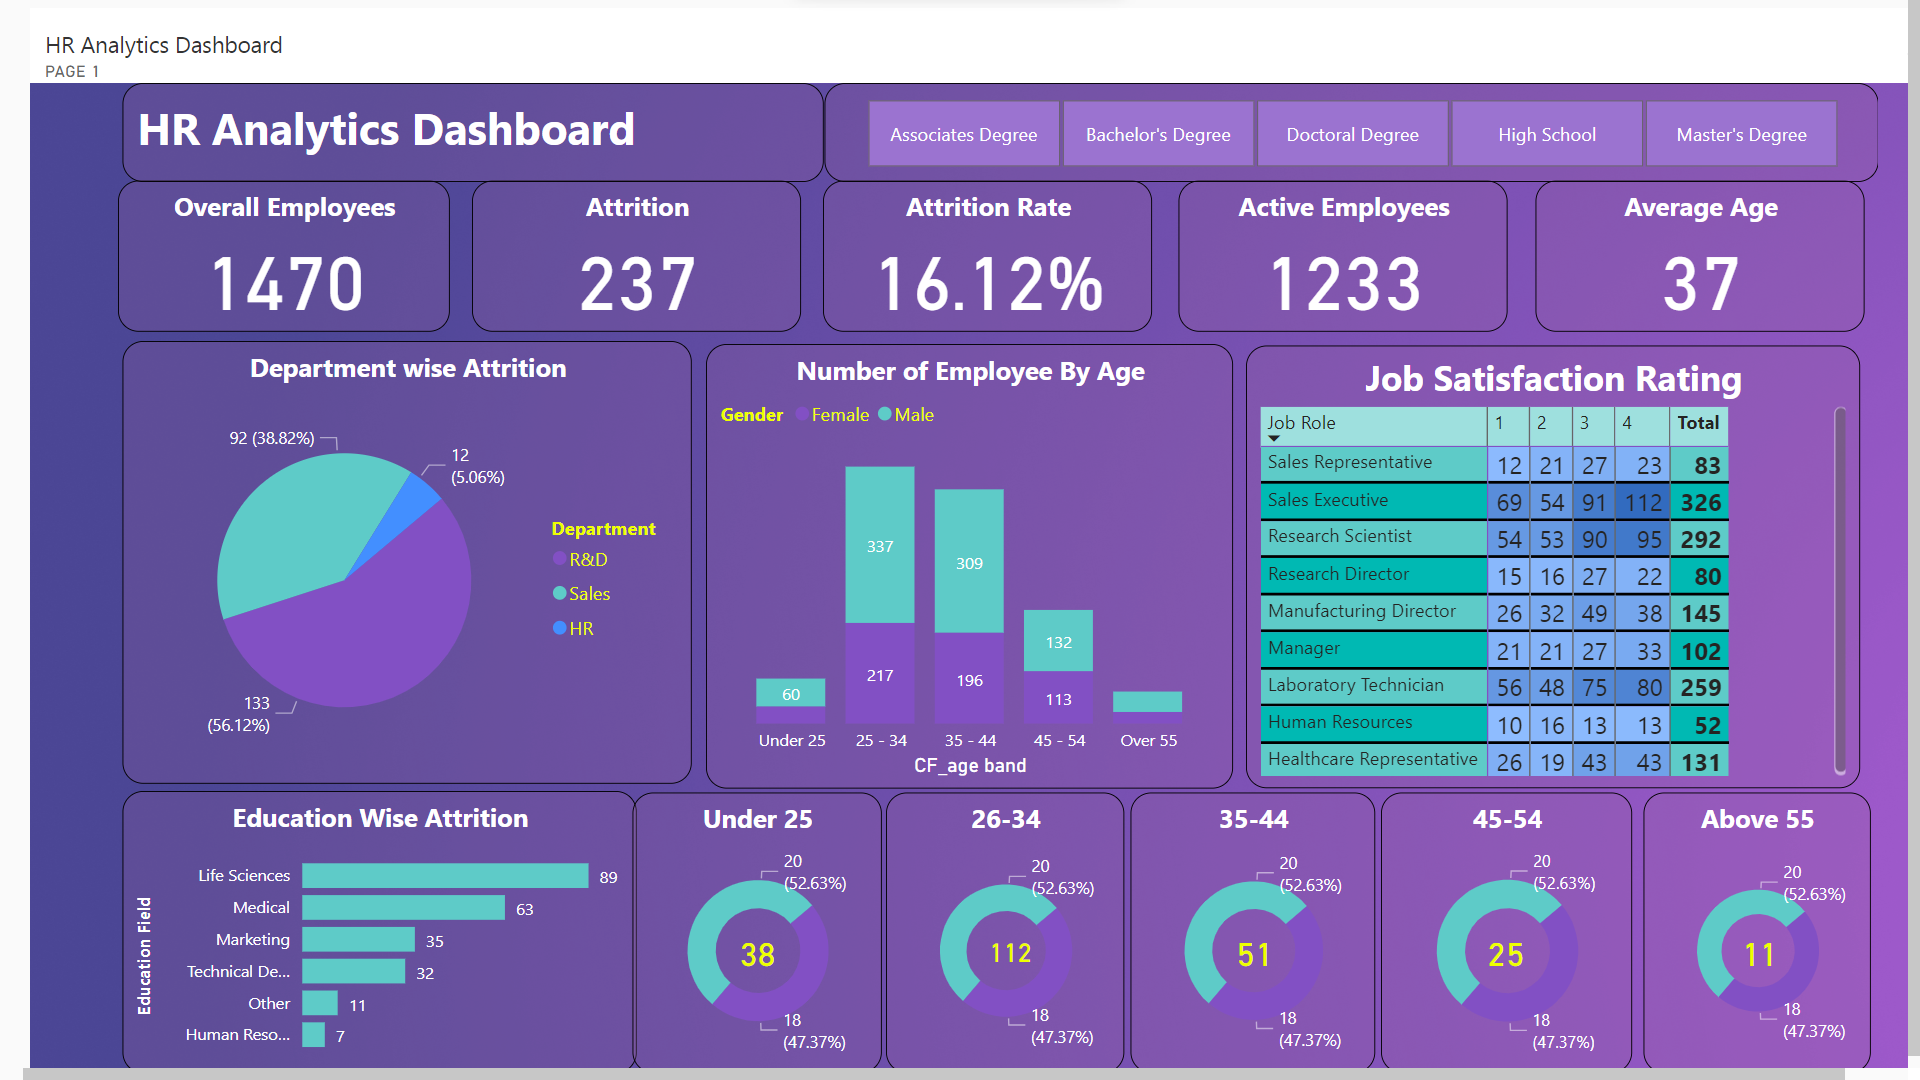 HR Analytics Dashboard
PAGE 1
HR Analytics Dashboard
Associates Degree
Bachelor's Degree
Doctoral Degree
High School
Master's Degree
Overall Employees
1470
Attrition
237
Attrition Rate
16.12%
Active Employees
1233
Average Age
37
Department wise Attrition
92 (38.82%)
12
(5.06%)
133
(56.12%)
Department
R&D
Sales
HR
Number of Employee By Age
Gender Female Male
60
337
217
309
196
132
113
Under 25 25 - 34 35 - 44 45 - 54 Over 55
CF_age band
Job Satisfaction Rating
Job Role 1 2 3 4 Total
Sales Representative 12 21 27 23 83
Sales Executive 69 54 91 112 326
Research Scientist 54 53 90 95 292
Research Director 15 16 27 22 80
Manufacturing Director 26 32 49 38 145
Manager 21 21 27 33 102
Laboratory Technician 56 48 75 80 259
Human Resources 10 16 13 13 52
Healthcare Representative 26 19 43 43 131
Education Wise Attrition
Education Field
Life Sciences 89
Medical 63
Marketing 35
Technical De... 32
Other 11
Human Reso... 7
Under 25
20
(52.63%)
38
18
(47.37%)
26-34
20
(52.63%)
112
18
(47.37%)
35-44
20
(52.63%)
51
18
(47.37%)
45-54
20
(52.63%)
25
18
(47.37%)
Above 55
20
(52.63%)
11
18
(47.37%)